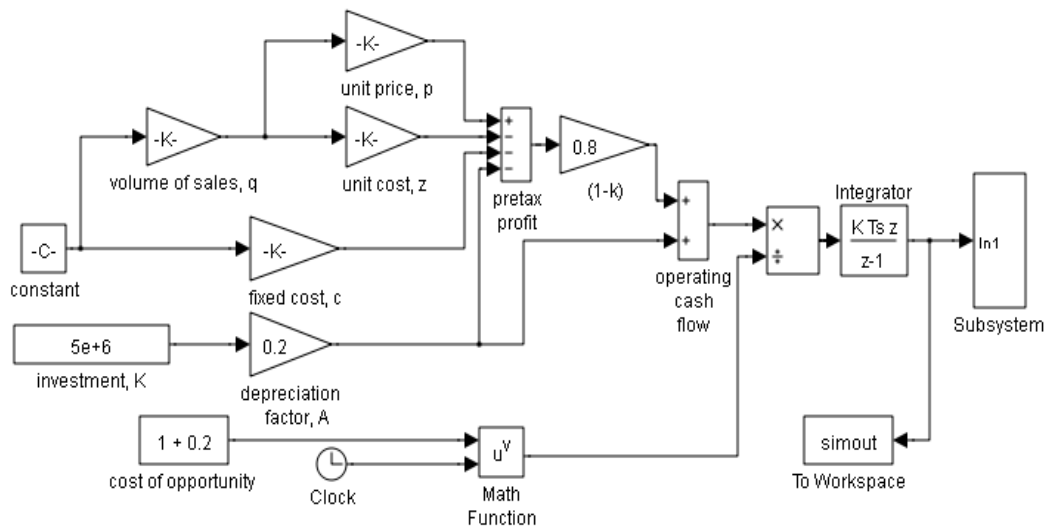 -K-
unit price, p
-K-
volume of sales, q
-K-
unit cost, z
+
−
−
−
pretax
profit
0.8
(1-k)
-C-
constant
-K-
fixed cost, c
+
+
operating
cash
flow
×
÷
Integrator
K Ts z
z-1
In1
Subsystem
5e+6
investment, K
0.2
depreciation
factor, A
1 + 0.2
cost of opportunity
Clock
u^v
Math
Function
simout
To Workspace